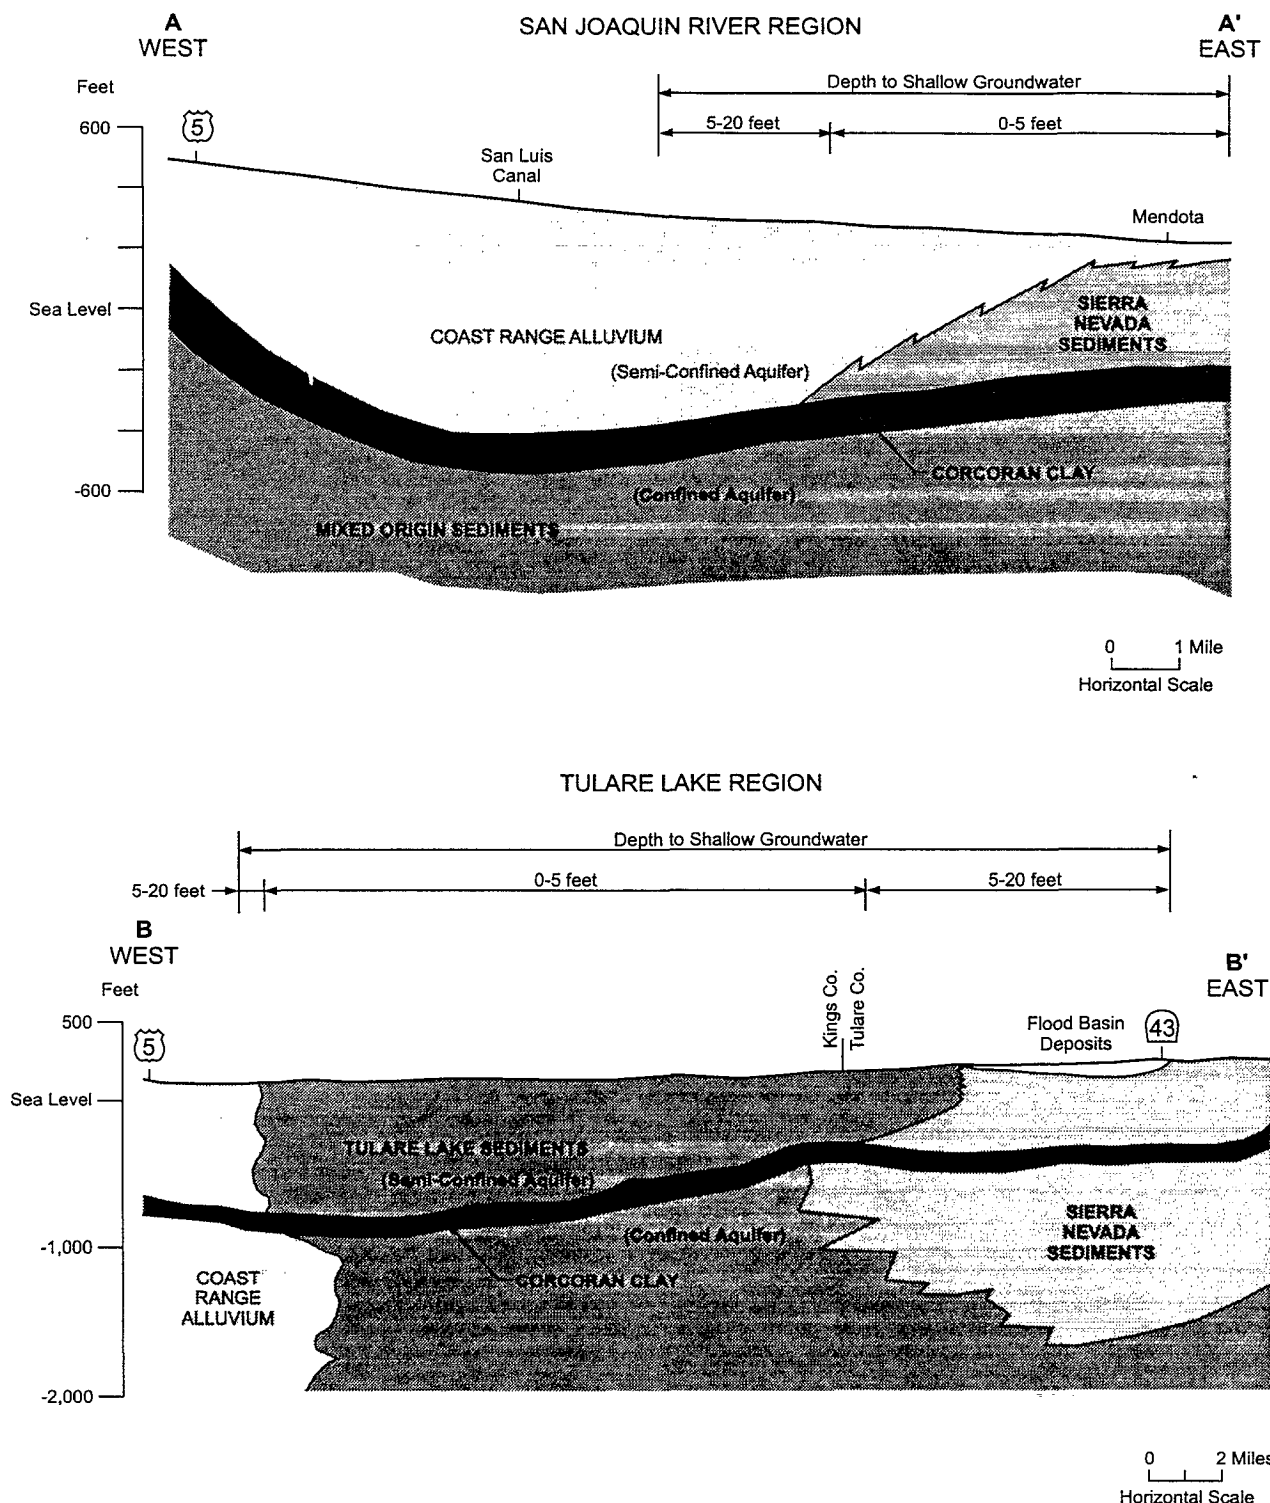 A
WEST
SAN JOAQUIN RIVER REGION
A'
EAST
Feet
Depth to Shallow Groundwater
5-20 feet
0-5 feet
600
5
San Luis
Canal
Mendota
Sea Level
SIERRA
NEVADA
SEDIMENTS
COAST RANGE ALLUVIUM
(Semi-Confined Aquifer)
CORCORAN CLAY
-600
(Confined Aquifer)
MIXED ORIGIN SEDIMENTS
0 1 Mile
Horizontal Scale
TULARE LAKE REGION
Depth to Shallow Groundwater
5-20 feet
0-5 feet
5-20 feet
B
WEST
B'
EAST
Feet
Kings Co.
Tulare Co.
500
5
Flood Basin
Deposits
43
Sea Level
TULARE LAKE SEDIMENTS
(Semi-Confined Aquifer)
SIERRA
NEVADA
SEDIMENTS
(Confined Aquifer)
-1,000
COAST
RANGE
ALLUVIUM
CORCORAN CLAY
-2,000
0 2 Miles
Horizontal Scale